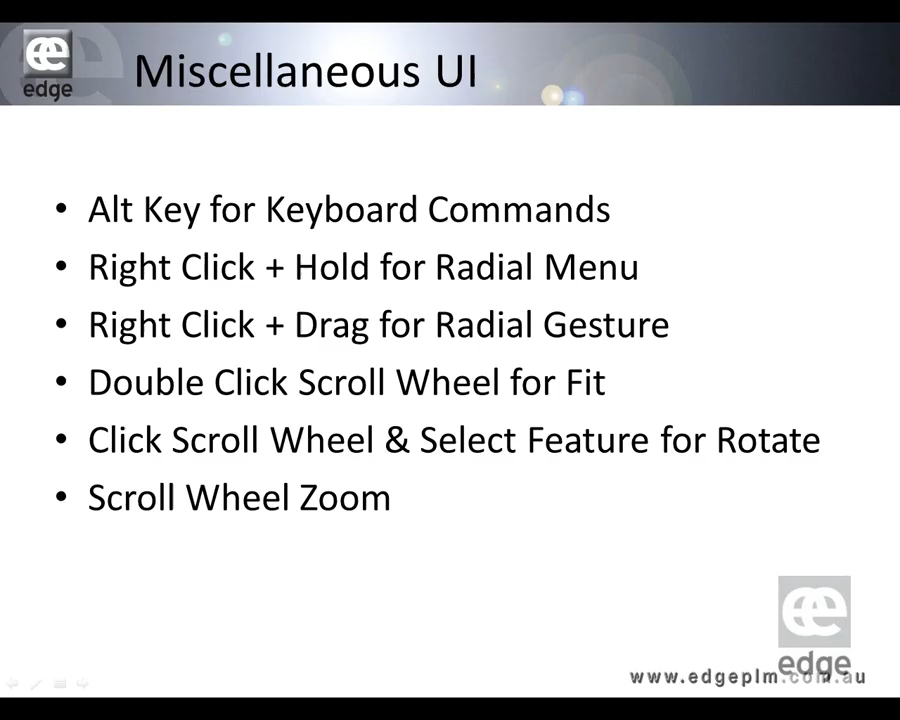 edge
Miscellaneous UI
• Alt Key for Keyboard Commands
• Right Click + Hold for Radial Menu
• Right Click + Drag for Radial Gesture
• Double Click Scroll Wheel for Fit
• Click Scroll Wheel & Select Feature for Rotate
• Scroll Wheel Zoom
edge
www.edgeplm.com.au